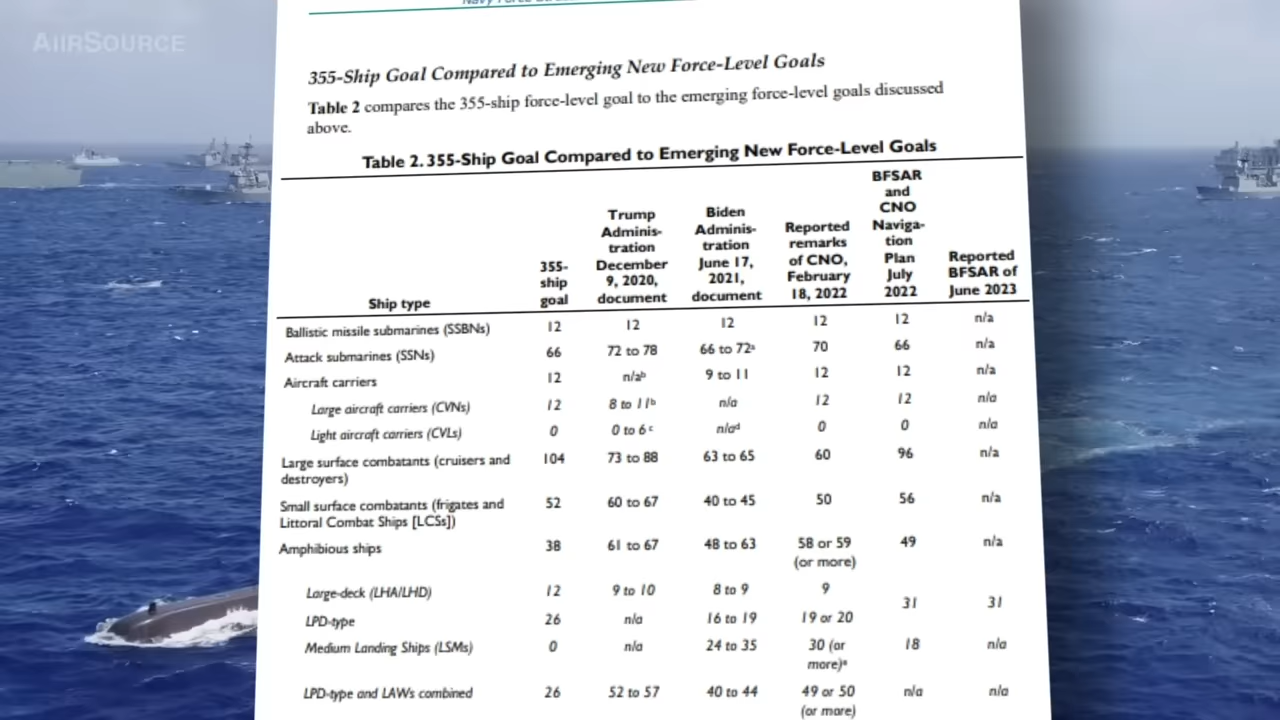 AiIRSOURCE
355-Ship Goal Compared to Emerging New Force-Level Goals
Table 2 compares the 355-ship force-level goal to the emerging force-level goals discussed
above.
Table 2. 355-Ship Goal Compared to Emerging New Force-Level Goals
Ship type
355-
ship
goal
Trump
Adminis-
tration
December
9, 2020,
document
Biden
Adminis-
tration
June 17,
2021,
document
Reported
remarks
of CNO,
February
18, 2022
BFSAR
and
CNO
Naviga-
tion
Plan
July
2022
Reported
BFSAR of
June 2023
Ballistic missile submarines (SSBNs) 12 12 12 12 12 n/a
Attack submarines (SSNs) 66 72 to 78 66 to 72ᵃ 70 66 n/a
Aircraft carriers 12 n/aᵇ 9 to 11 12 12 n/a
Large aircraft carriers (CVNs) 12 8 to 11ᵇ n/a 12 12 n/a
Light aircraft carriers (CVLs) 0 0 to 6ᶜ n/aᵈ 0 0 n/a
Large surface combatants (cruisers and 104 73 to 88 63 to 65 60 96 n/a
destroyers)
Small surface combatants (frigates and 52 60 to 67 40 to 45 50 56 n/a
Littoral Combat Ships [LCSs])
Amphibious ships 38 61 to 67 48 to 63 58 or 59 49 n/a
(or more)
Large-deck (LHA/LHD) 12 9 to 10 8 to 9 9
31 31
LPD-type 26 n/a 16 to 19 19 or 20
Medium Landing Ships (LSMs) 0 n/a 24 to 35 30 (or 18 n/a
more)ᵉ
LPD-type and LAWs combined 26 52 to 57 40 to 44 49 or 50 n/a n/a
(or more)